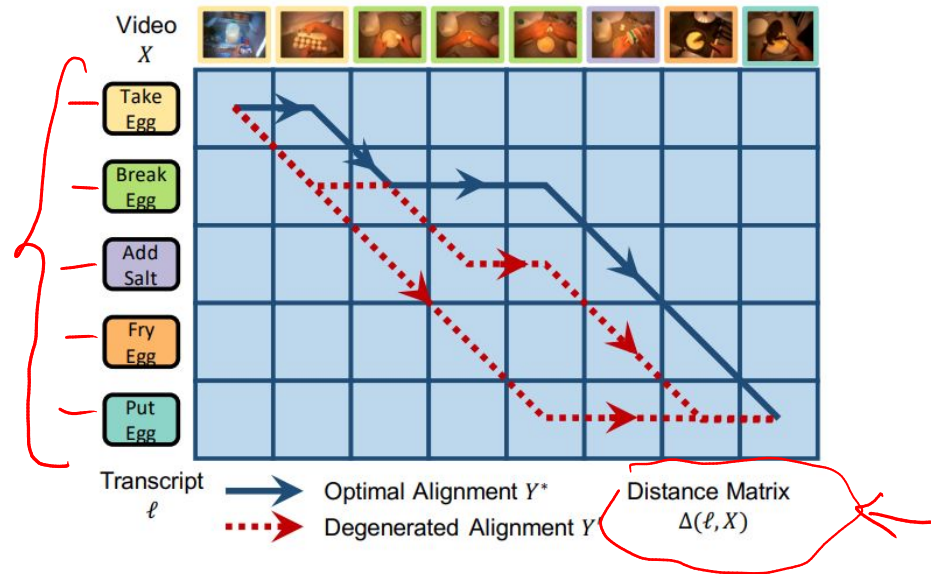 Video
X
Take
Egg
Break
Egg
Add
Salt
Fry
Egg
Put
Egg
Transcript
ℓ
Optimal Alignment Y*
Degenerated Alignment Y'
Distance Matrix
Δ(ℓ, X)